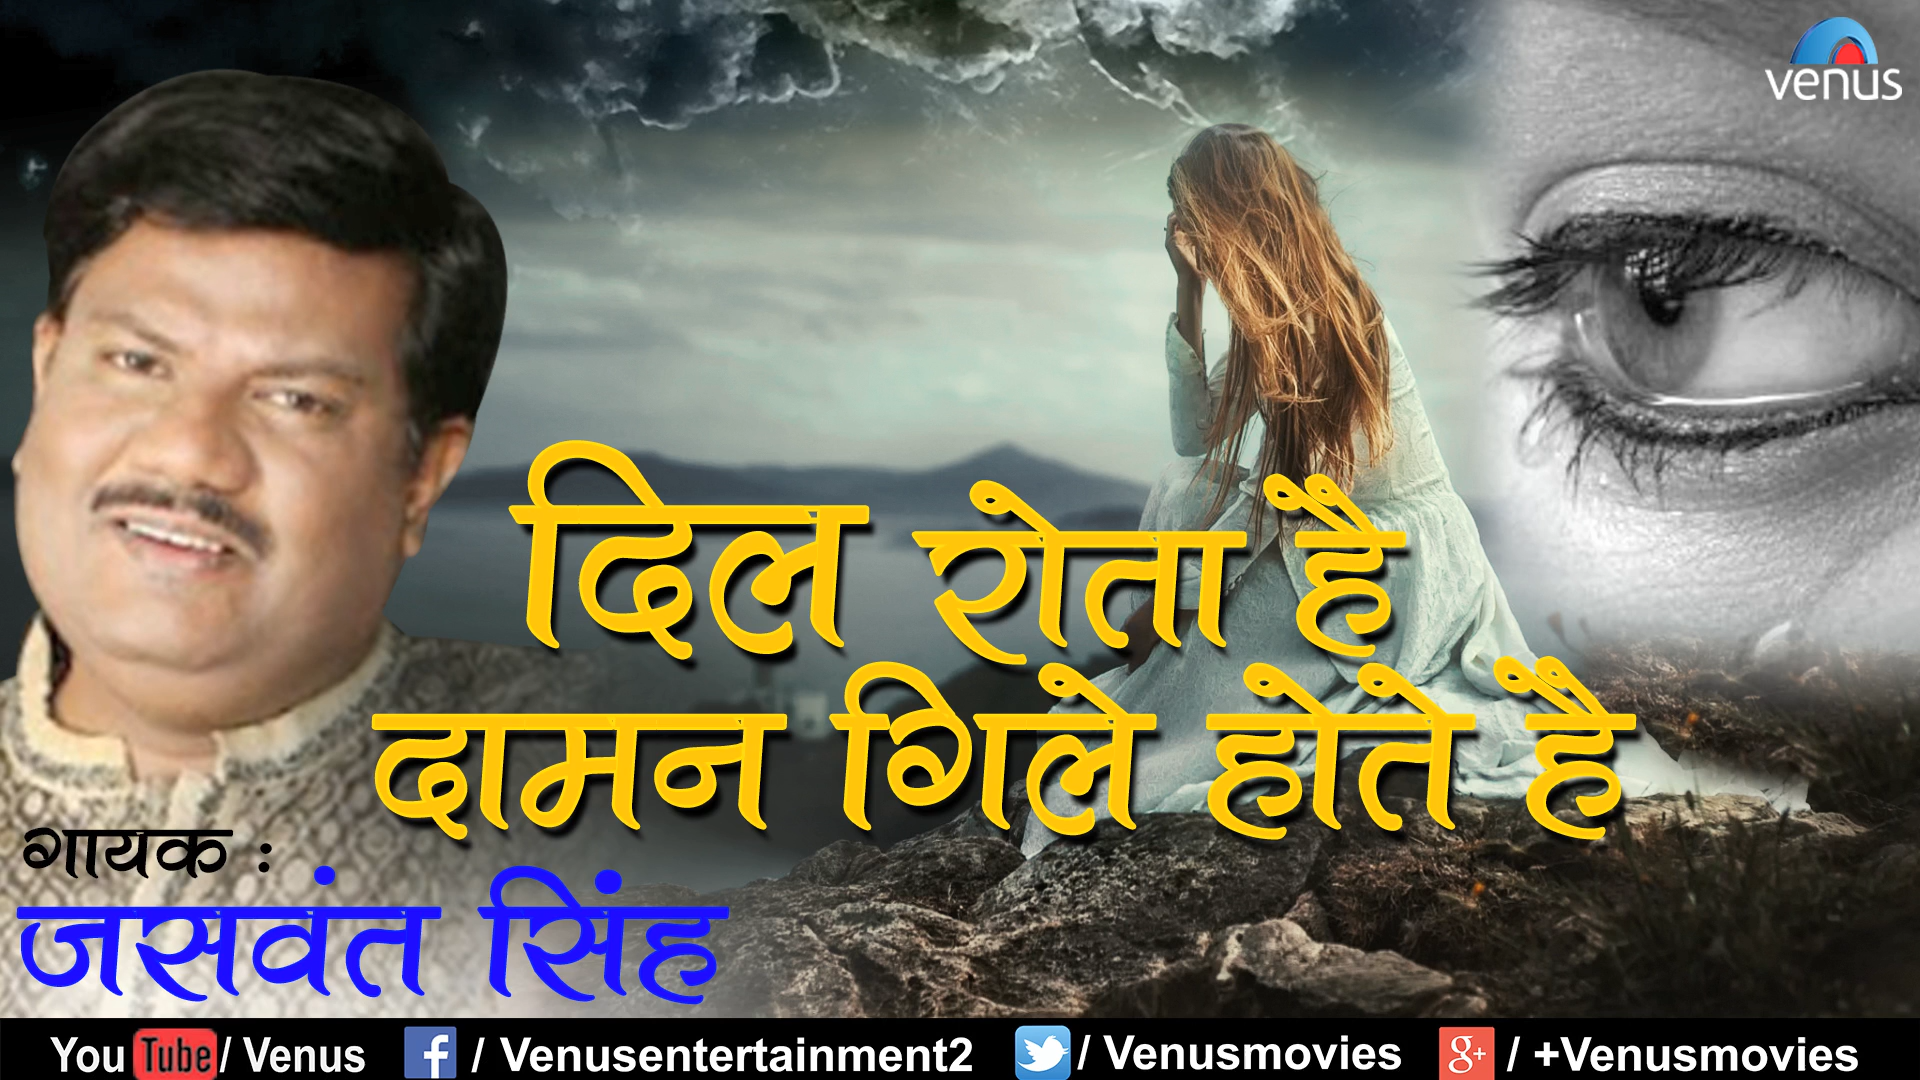 venus
दिल रोता है
दामन गिले होते है
गायक :
जसवंत सिंह
You Tube / Venus f / Venusentertainment2 / Venusmovies g+ / +Venusmovies